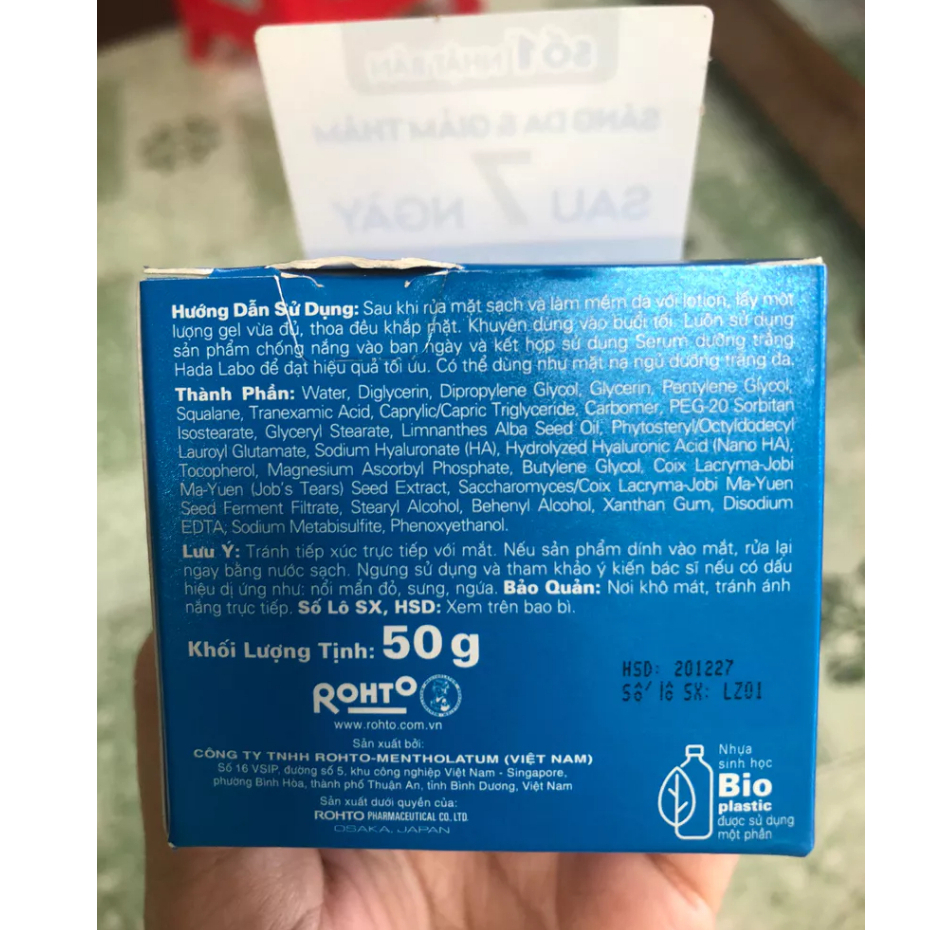 SỐ 1 NHẬT BẢN
SÁNG DA & GIẢM THÂM
SAU 7 NGÀY
Hướng Dẫn Sử Dụng: Sau khi rửa mặt sạch và làm mềm da với lotion, lấy một
lượng gel vừa đủ, thoa đều khắp mặt. Khuyên dùng vào buổi tối. Luôn sử dụng
sản phẩm chống nắng vào ban ngày và kết hợp sử dụng Serum dưỡng trắng
Hada Labo để đạt hiệu quả tối ưu. Có thể dùng như mặt nạ ngủ dưỡng trắng da.
Thành Phần: Water, Diglycerin, Dipropylene Glycol, Glycerin, Pentylene Glycol,
Squalane, Tranexamic Acid, Caprylic/Capric Triglyceride, Carbomer, PEG-20 Sorbitan
Isostearate, Glyceryl Stearate, Limnanthes Alba Seed Oil, Phytosteryl/Octyldodecyl
Lauroyl Glutamate, Sodium Hyaluronate (HA), Hydrolyzed Hyaluronic Acid (Nano HA),
Tocopherol, Magnesium Ascorbyl Phosphate, Butylene Glycol, Coix Lacryma-Jobi
Ma-Yuen (Job's Tears) Seed Extract, Saccharomyces/Coix Lacryma-Jobi Ma-Yuen
Seed Ferment Filtrate, Stearyl Alcohol, Behenyl Alcohol, Xanthan Gum, Disodium
EDTA, Sodium Metabisulfite, Phenoxyethanol.
Lưu Ý: Tránh tiếp xúc trực tiếp với mắt. Nếu sản phẩm dính vào mắt, rửa lại
ngay bằng nước sạch. Ngưng sử dụng và tham khảo ý kiến bác sĩ nếu có dấu
hiệu dị ứng như: nổi mẩn đỏ, sưng, ngứa. Bảo Quản: Nơi khô mát, tránh ánh
nắng trực tiếp. Số Lô SX, HSD: Xem trên bao bì.
Khối Lượng Tịnh: 50 g
HSD: 201227
Số lô SX: LZ01
ROHTO
www.rohto.com.vn
Sản xuất bởi:
CÔNG TY TNHH ROHTO-MENTHOLATUM (VIỆT NAM)
Số 16 VSIP, đường số 5, khu công nghiệp Việt Nam - Singapore,
phường Bình Hòa, thành phố Thuận An, tỉnh Bình Dương, Việt Nam
Sản xuất dưới quyền của:
ROHTO PHARMACEUTICAL CO. LTD.
OSAKA, JAPAN
Nhựa
sinh học
Bio
plastic
được sử dụng
một phần